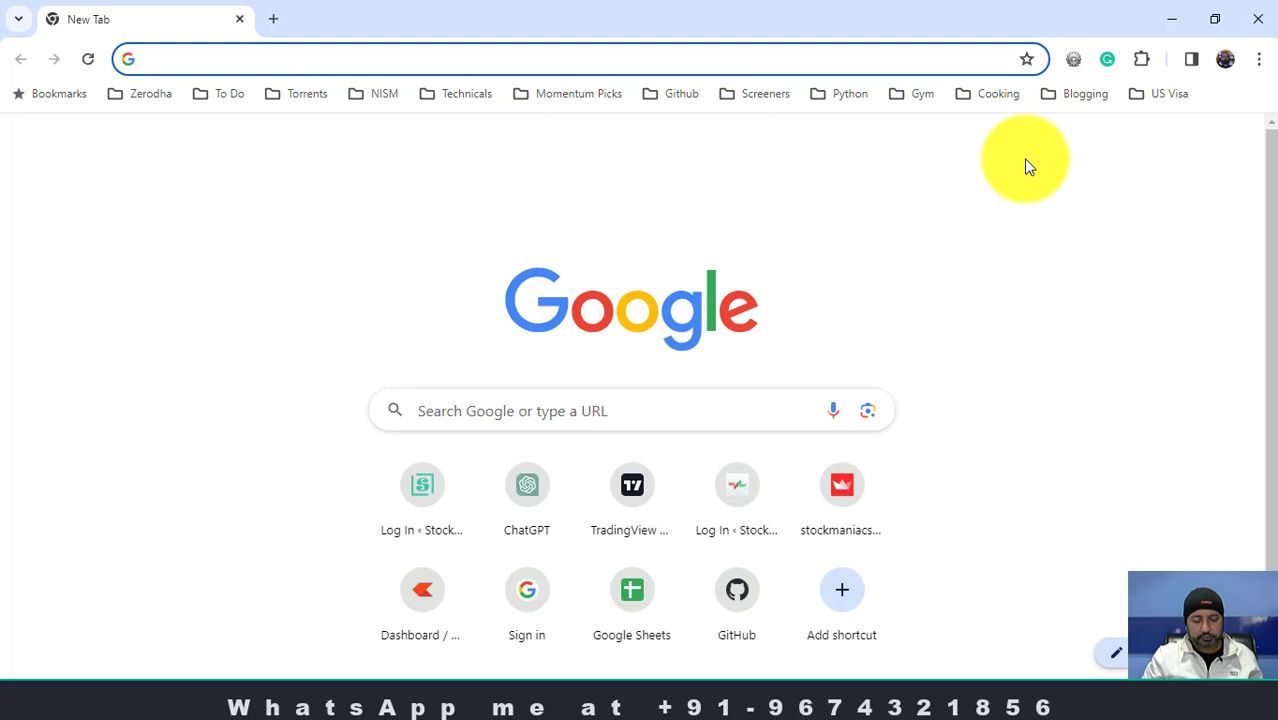 New Tab
Bookmarks Zerodha To Do Torrents NISM Technicals Momentum Picks Github Screeners Python Gym Cooking Blogging US Visa
Google
Search Google or type a URL
Log In ‹ Stock... ChatGPT TradingView ... Log In ‹ Stock... stockmaniacs...
Dashboard / ... Sign in Google Sheets GitHub Add shortcut
WhatsApp me at +91-9674321856